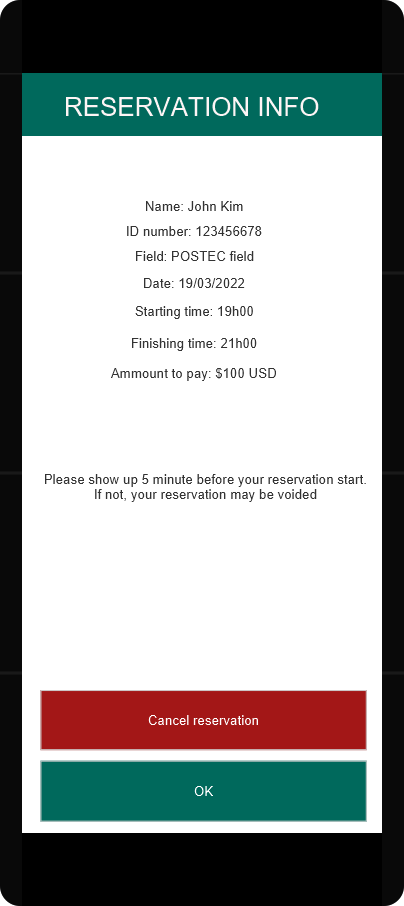 RESERVATION INFO
Name: John Kim
ID number: 123456678
Field: POSTEC field
Date: 19/03/2022
Starting time: 19h00
Finishing time: 21h00
Ammount to pay: $100 USD
Please show up 5 minute before your reservation start.
If not, your reservation may be voided
Cancel reservation
OK